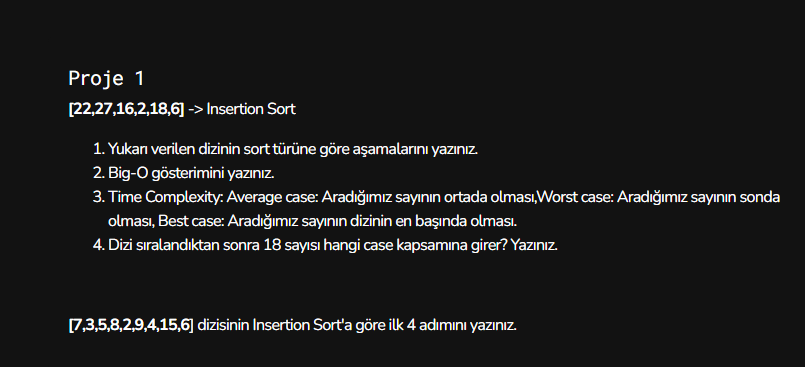 Proje 1
[22,27,16,2,18,6] -> Insertion Sort
1. Yukarı verilen dizinin sort türüne göre aşamalarını yazınız.
2. Big-O gösterimini yazınız.
3. Time Complexity: Average case: Aradığımız sayının ortada olması,Worst case: Aradığımız sayının sonda
olması, Best case: Aradığımız sayının dizinin en başında olması.
4. Dizi sıralandıktan sonra 18 sayısı hangi case kapsamına girer? Yazınız.
[7,3,5,8,2,9,4,15,6] dizisinin Insertion Sort'a göre ilk 4 adımını yazınız.